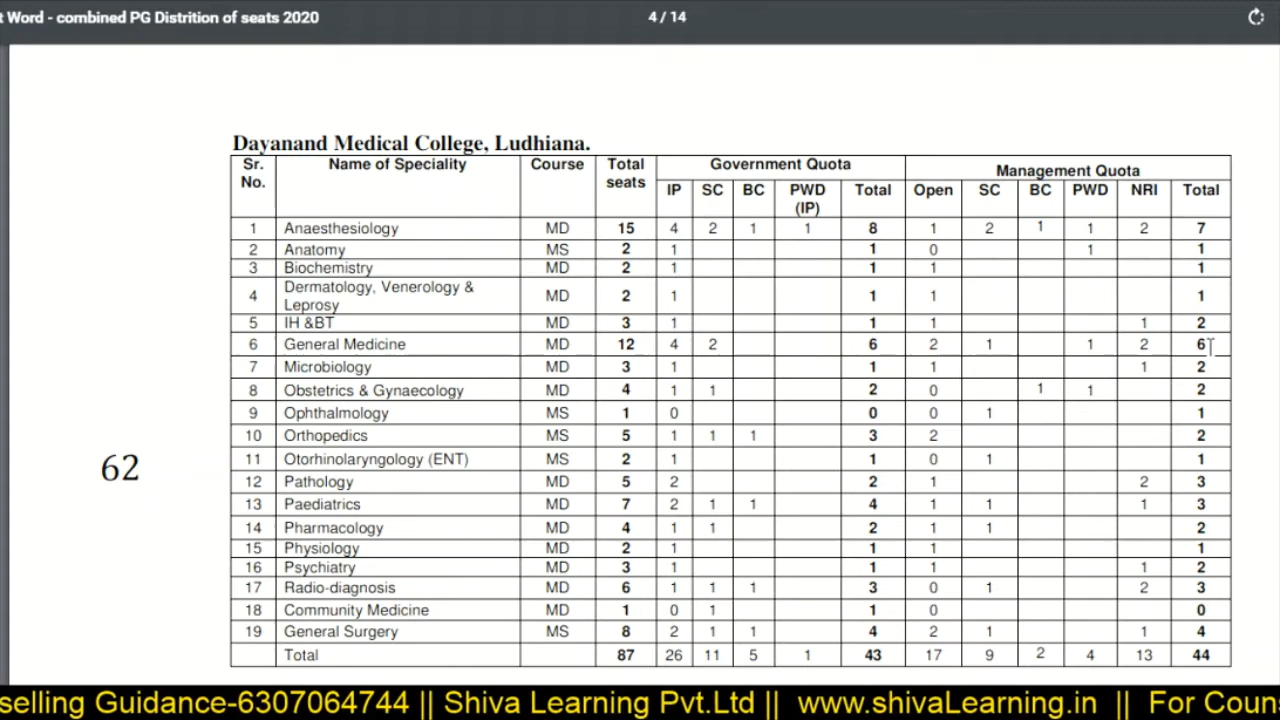 t Word - combined PG Distrition of seats 2020 4 / 14
Dayanand Medical College, Ludhiana.
Sr. No. Name of Speciality Course Total seats Government Quota Management Quota
IP SC BC PWD (IP) Total Open SC BC PWD NRI Total
1 Anaesthesiology MD 15 4 2 1 1 8 1 2 1 1 2 7
2 Anatomy MS 2 1 1 0 1 1
3 Biochemistry MD 2 1 1 1 1
4 Dermatology, Venerology & Leprosy MD 2 1 1 1 1
5 IH &BT MD 3 1 1 1 1 2
6 General Medicine MD 12 4 2 6 2 1 1 2 6
7 Microbiology MD 3 1 1 1 1 2
8 Obstetrics & Gynaecology MD 4 1 1 2 0 1 1 2
9 Ophthalmology MS 1 0 0 0 1 1
10 Orthopedics MS 5 1 1 1 3 2 2
11 Otorhinolaryngology (ENT) MS 2 1 1 0 1 1
62
12 Pathology MD 5 2 2 1 2 3
13 Paediatrics MD 7 2 1 1 4 1 1 1 3
14 Pharmacology MD 4 1 1 2 1 1 2
15 Physiology MD 2 1 1 1 1
16 Psychiatry MD 3 1 1 1 1 2
17 Radio-diagnosis MD 6 1 1 1 3 0 1 2 3
18 Community Medicine MD 1 0 1 1 0 0
19 General Surgery MS 8 2 1 1 4 2 1 1 4
Total 87 26 11 5 1 43 17 9 2 4 13 44
selling Guidance-6307064744 || Shiva Learning Pvt.Ltd || www.shivaLearning.in || For Coun